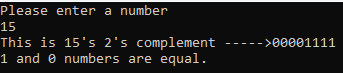 Please enter a number
15
This is 15's 2's complement ----->00001111
1 and 0 numbers are equal.